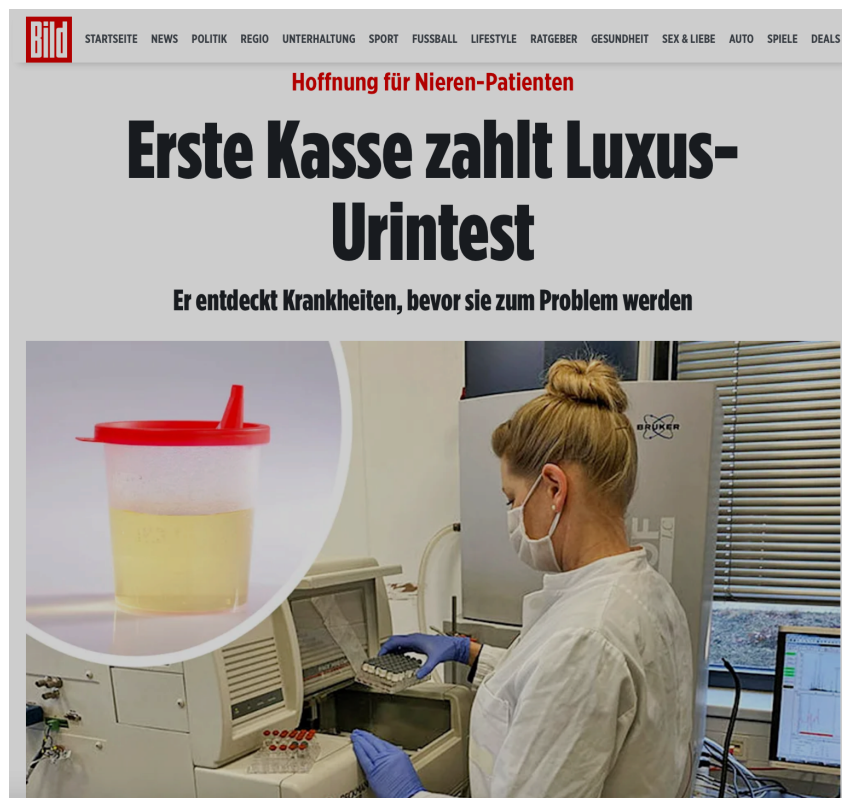 Bild
STARTSEITE NEWS POLITIK REGIO UNTERHALTUNG SPORT FUSSBALL LIFESTYLE RATGEBER GESUNDHEIT SEX & LIEBE AUTO SPIELE DEALS
Hoffnung für Nieren-Patienten
Erste Kasse zahlt Luxus-
Urintest
Er entdeckt Krankheiten, bevor sie zum Problem werden
BRUKER